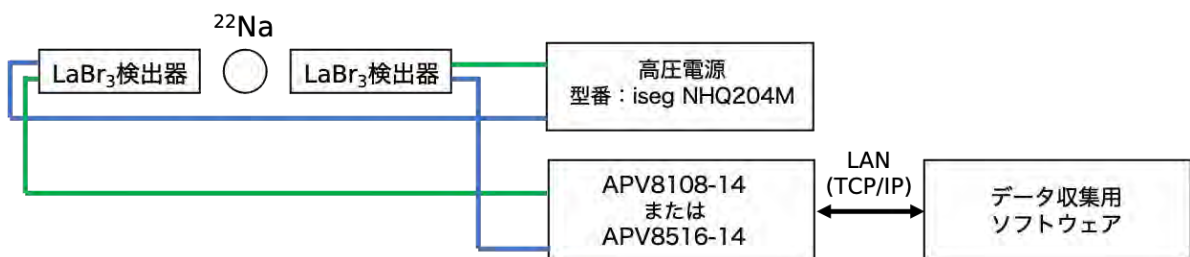 ²²Na
LaBr₃検出器
LaBr₃検出器
高圧電源
型番：iseg NHQ204M
APV8108-14
または
APV8516-14
LAN
(TCP/IP)
データ収集用
ソフトウェア